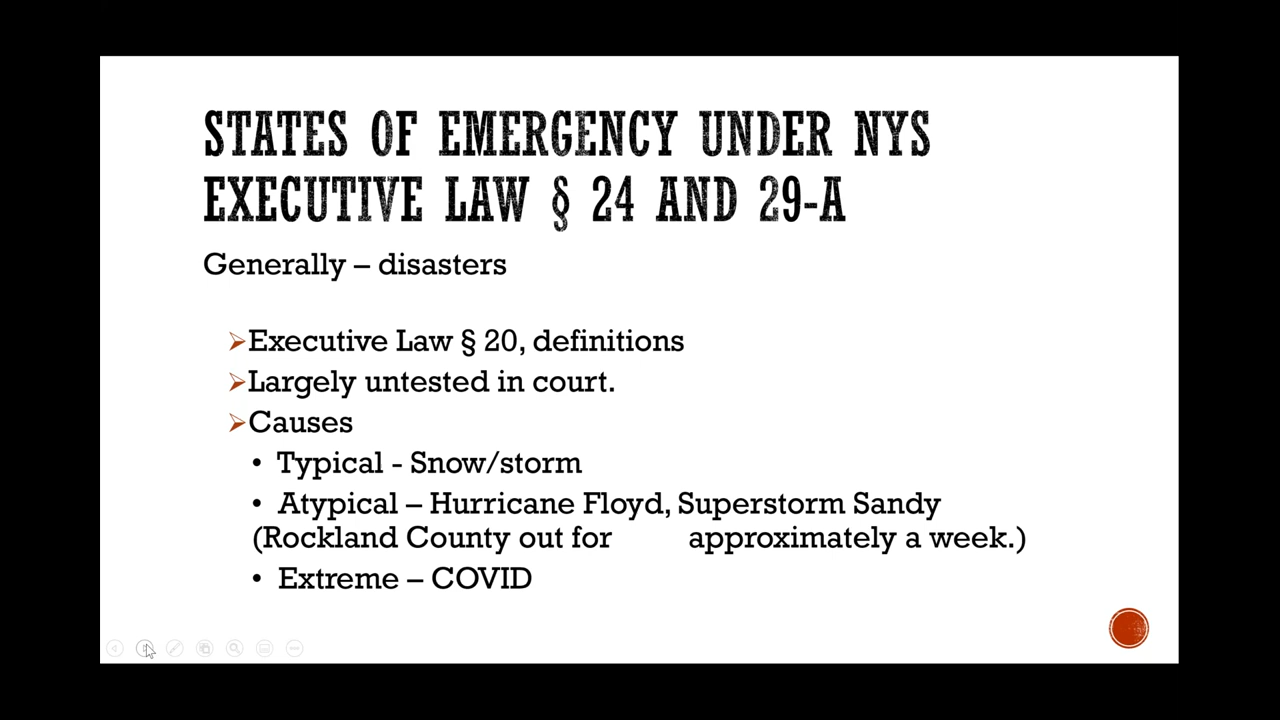 STATES OF EMERGENCY UNDER NYS
EXECUTIVE LAW § 24 AND 29-A
Generally – disasters
➢Executive Law § 20, definitions
➢Largely untested in court.
➢Causes
• Typical - Snow/storm
• Atypical – Hurricane Floyd, Superstorm Sandy
(Rockland County out for approximately a week.)
• Extreme – COVID